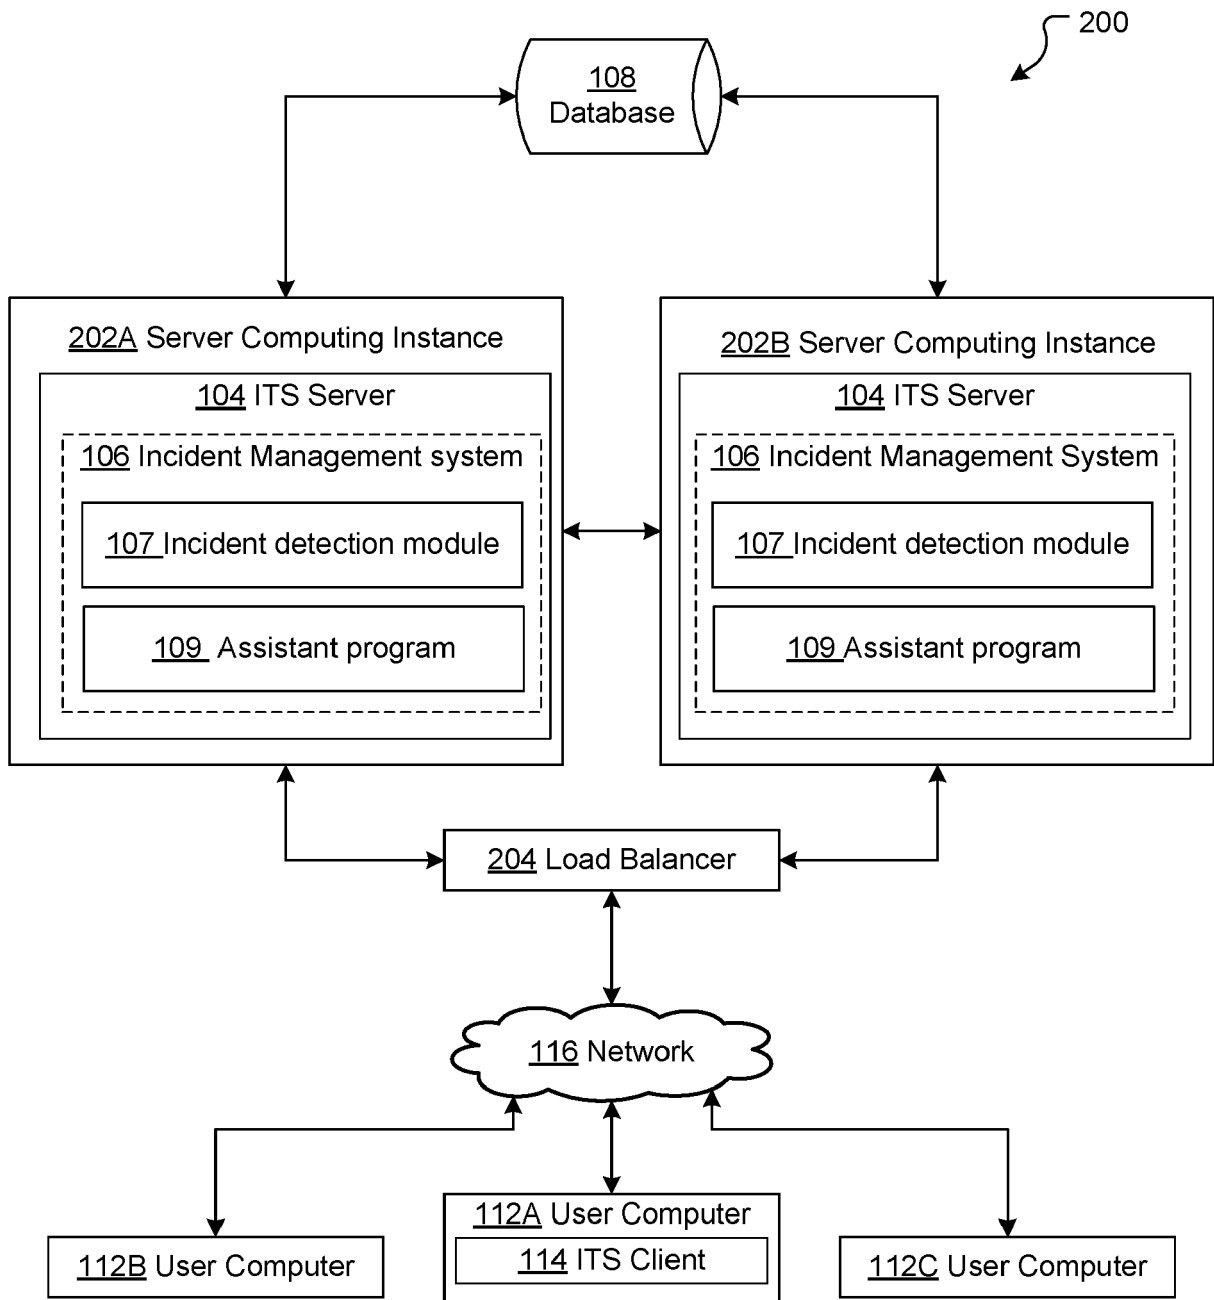 200
108
Database
202A Server Computing Instance
104 ITS Server
106 Incident Management system
107 Incident detection module
109 Assistant program
202B Server Computing Instance
104 ITS Server
106 Incident Management System
107 Incident detection module
109 Assistant program
204 Load Balancer
116 Network
112B User Computer
112A User Computer
114 ITS Client
112C User Computer